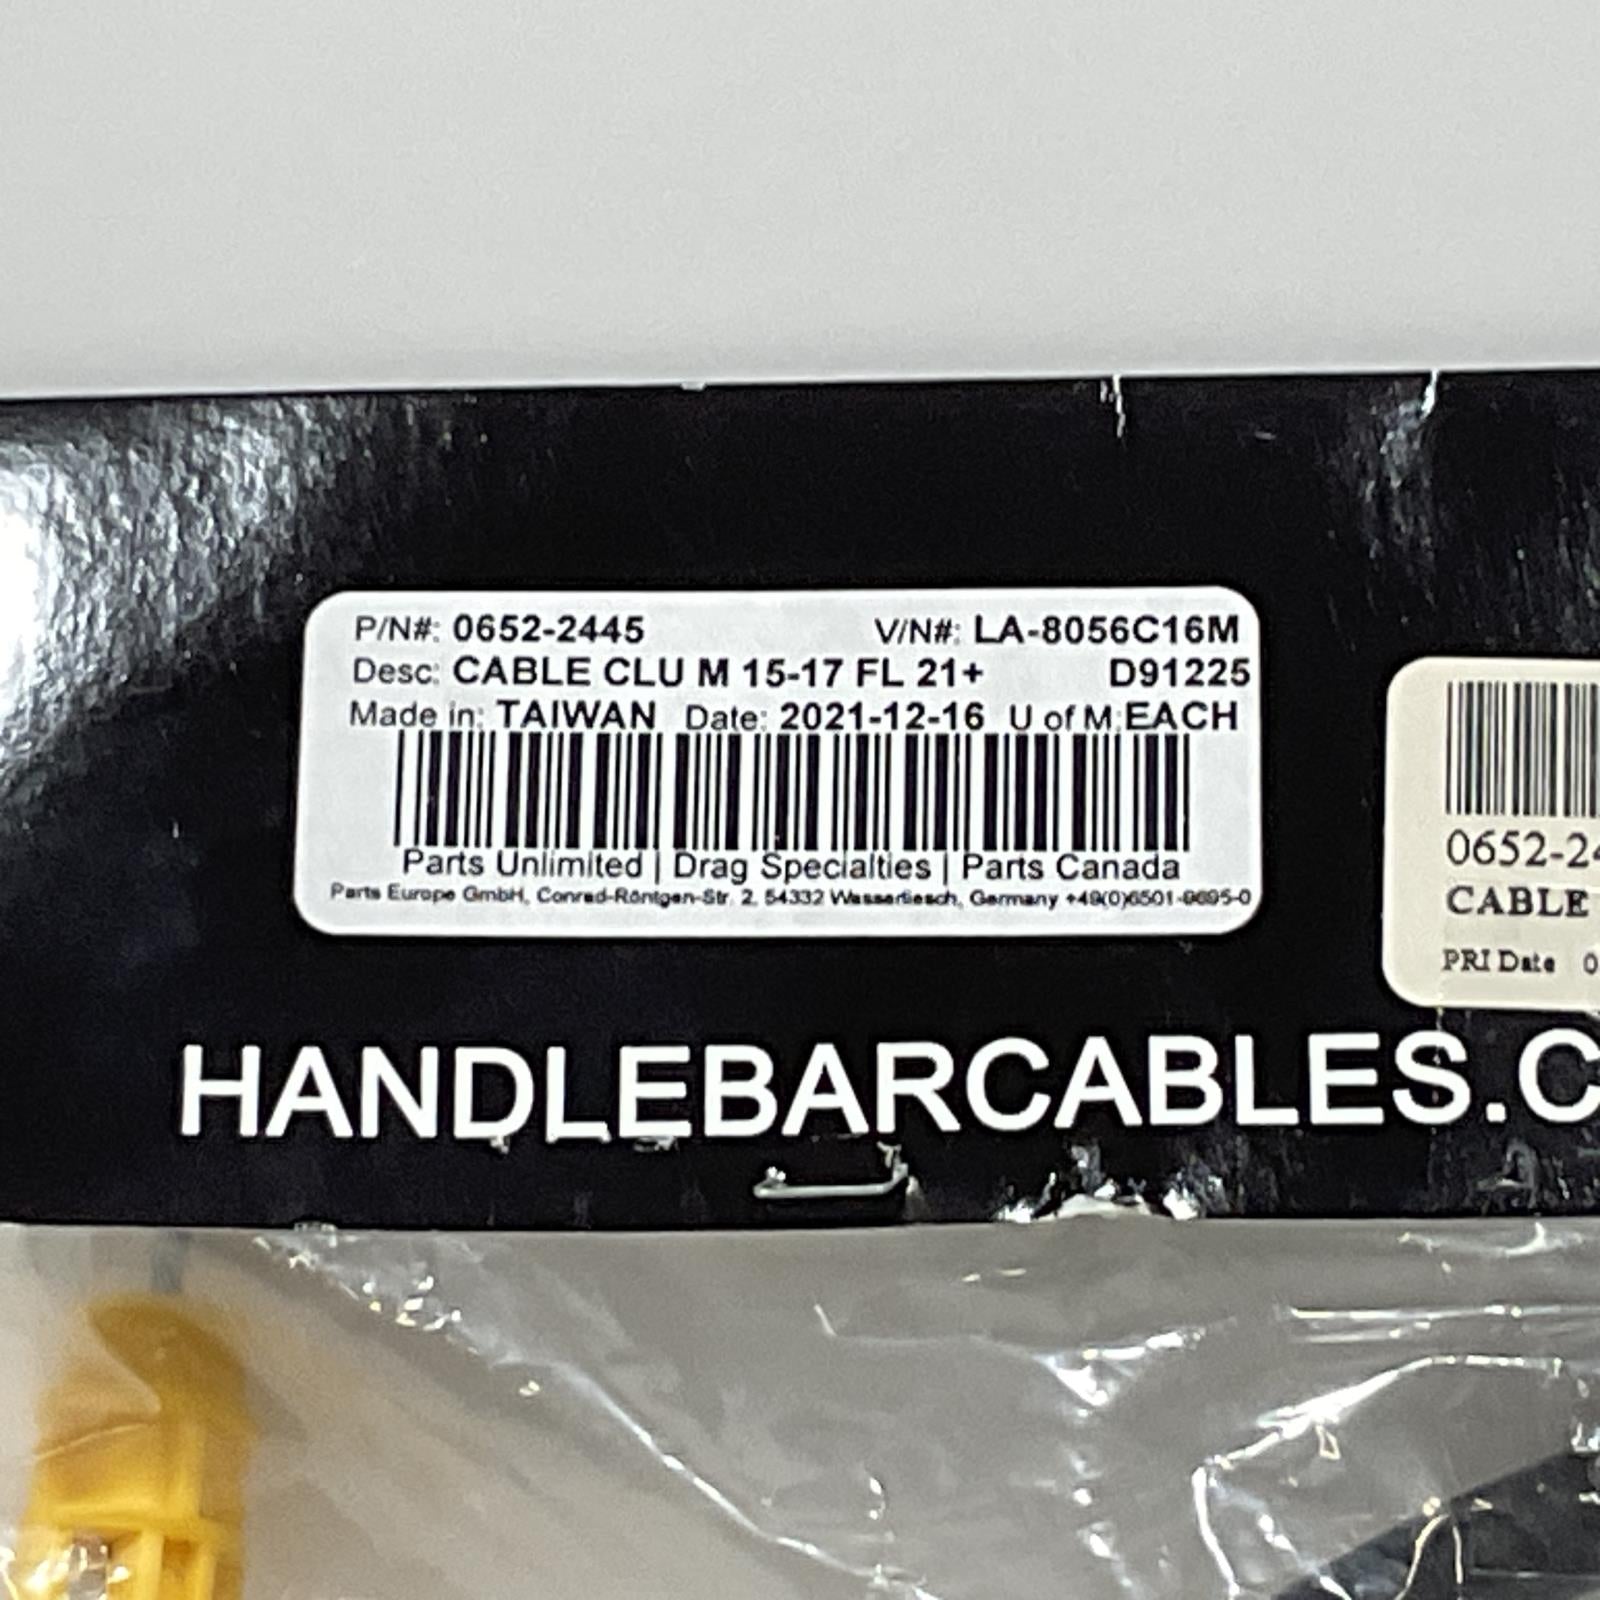 P/N#: 0652-2445 V/N#: LA-8056C16M
Desc: CABLE CLU M 15-17 FL 21+ D91225
Made in: TAIWAN Date: 2021-12-16 U of M: EACH
Parts Unlimited | Drag Specialties | Parts Canada
Parts Europe GmbH, Conrad-Röntgen-Str. 2, 54332 Wasserliesch, Germany +49(0)6501-9695-0
0652-24
CABLE
PRI Date 0
HANDLEBARCABLES.C